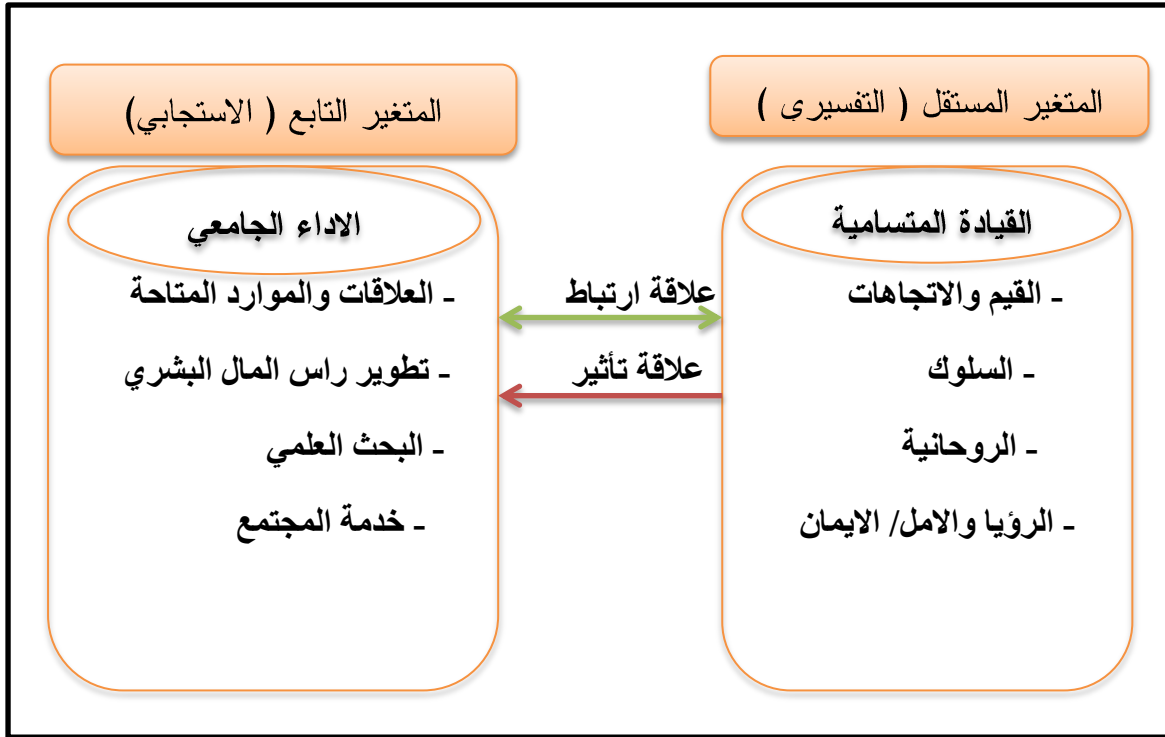 المتغير المستقل ( التفسيري )
القيادة المتسامية
- القيم والاتجاهات
- السلوك
- الروحانية
- الرؤيا والامل/ الايمان
علاقة ارتباط
علاقة تأثير
المتغير التابع ( الاستجابي)
الاداء الجامعي
- العلاقات والموارد المتاحة
- تطوير راس المال البشري
- البحث العلمي
- خدمة المجتمع